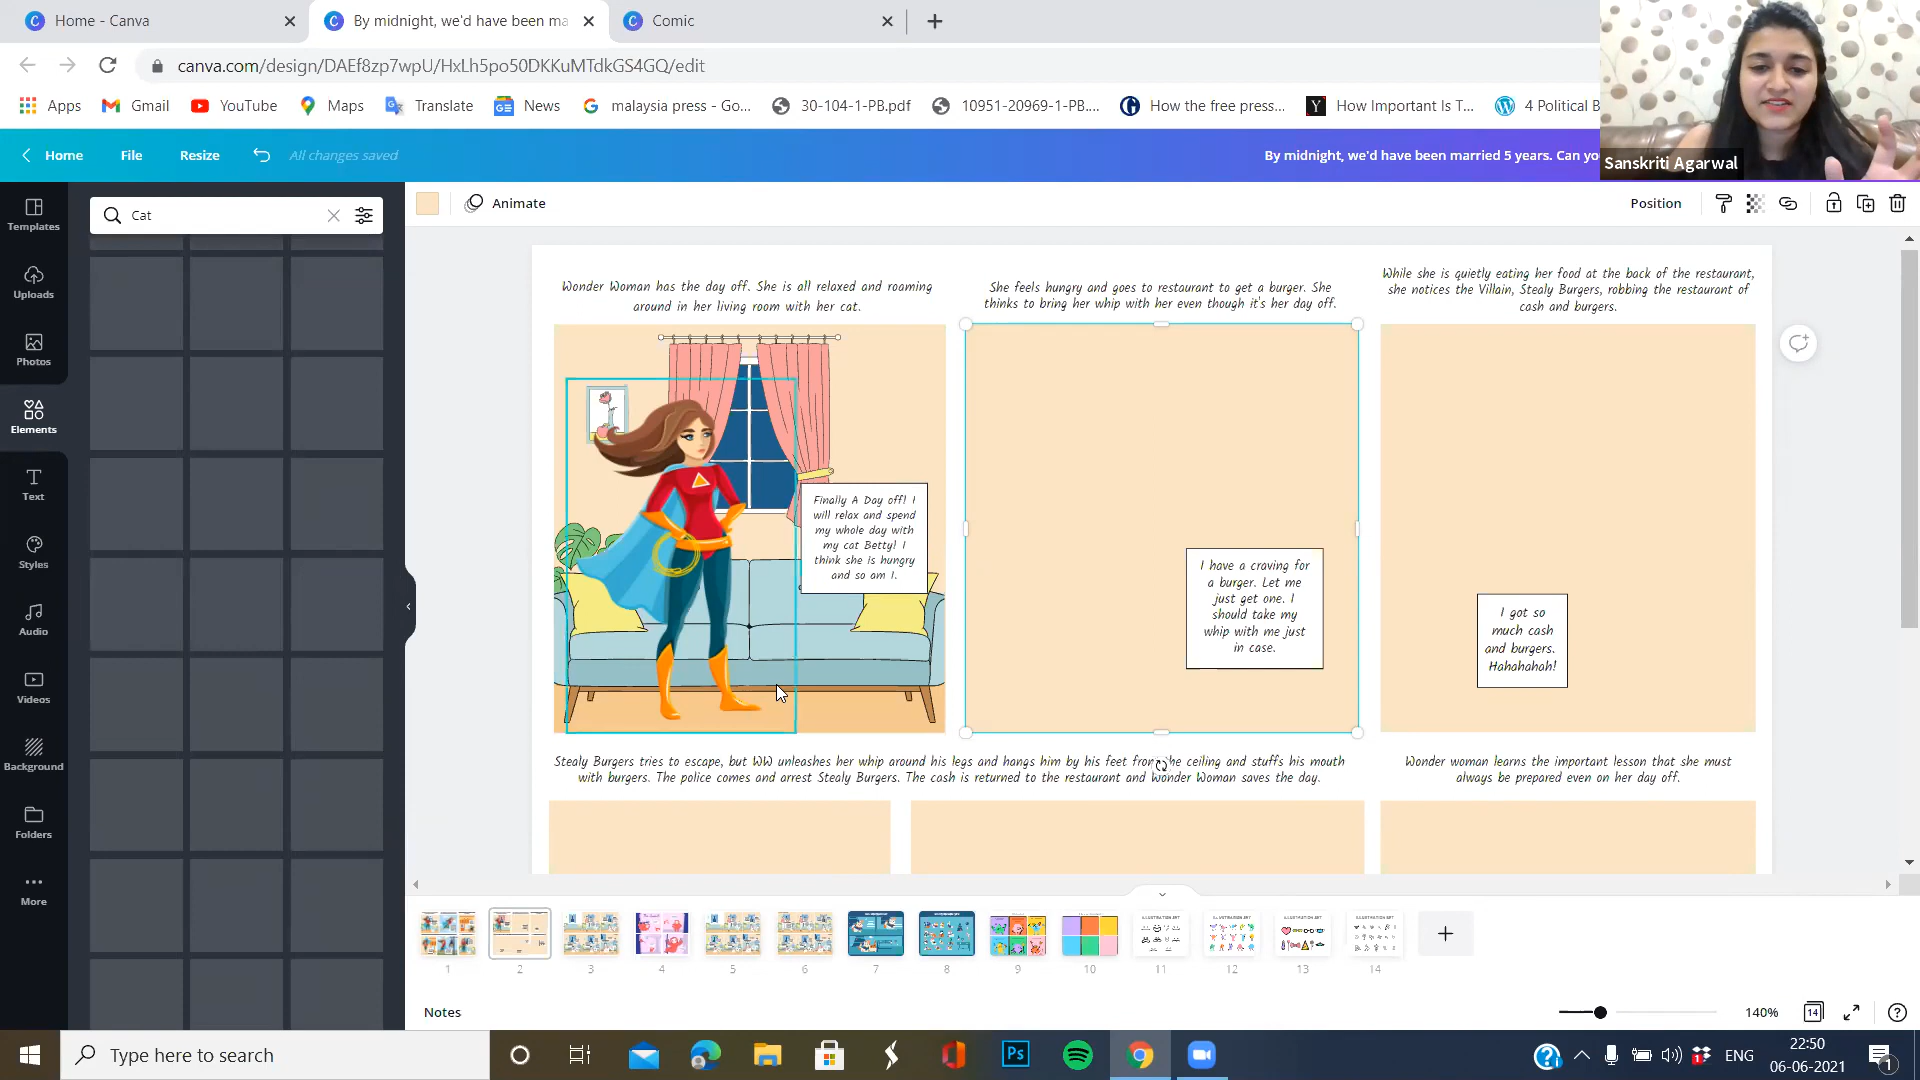 Home - Canva
By midnight, we'd have been ma
Comic
canva.com/design/DAEf8zp7wpU/HxLh5po50DKKuMTdkGS4GQ/edit
Apps Gmail YouTube Maps Translate News malaysia press - Go... 30-104-1-PB.pdf 10951-20969-1-PB.... How the free press... How Important Is T... 4 Political B
Sanskriti Agarwal
Home File Resize All changes saved By midnight, we'd have been married 5 years. Can yo
Cat
Animate
Position
Templates
Uploads
Photos
Elements
Text
Styles
Audio
Videos
Background
Folders
More
Wonder Woman has the day off. She is all relaxed and roaming
around in her living room with her cat.
She feels hungry and goes to restaurant to get a burger. She
thinks to bring her whip with her even though it's her day off.
While she is quietly eating her food at the back of the restaurant,
she notices the Villain, Stealy Burgers, robbing the restaurant of
cash and burgers.
Finally A Day off! I
will relax and spend
my whole day with
my cat Betty! I
think she is hungry
and so am I.
I have a craving for
a burger. Let me
just get one. I
should take my
whip with me just
in case.
I got so
much cash
and burgers.
Hahahahah!
Stealy Burgers tries to escape, but WW unleashes her whip around his legs and hangs him by his feet from the ceiling and stuffs his mouth
with burgers. The police comes and arrest Stealy Burgers. The cash is returned to the restaurant and Wonder Woman saves the day.
Wonder woman learns the important lesson that she must
always be prepared even on her day off.
ILLUSTRATION SET
ILLUSTRATION SET
ILLUSTRATION SET
ILLUSTRATION SET
1 2 3 4 5 6 7 8 9 10 11 12 13 14
Notes
140%
14
Type here to search
Ps
ENG
22:50
06-06-2021
1